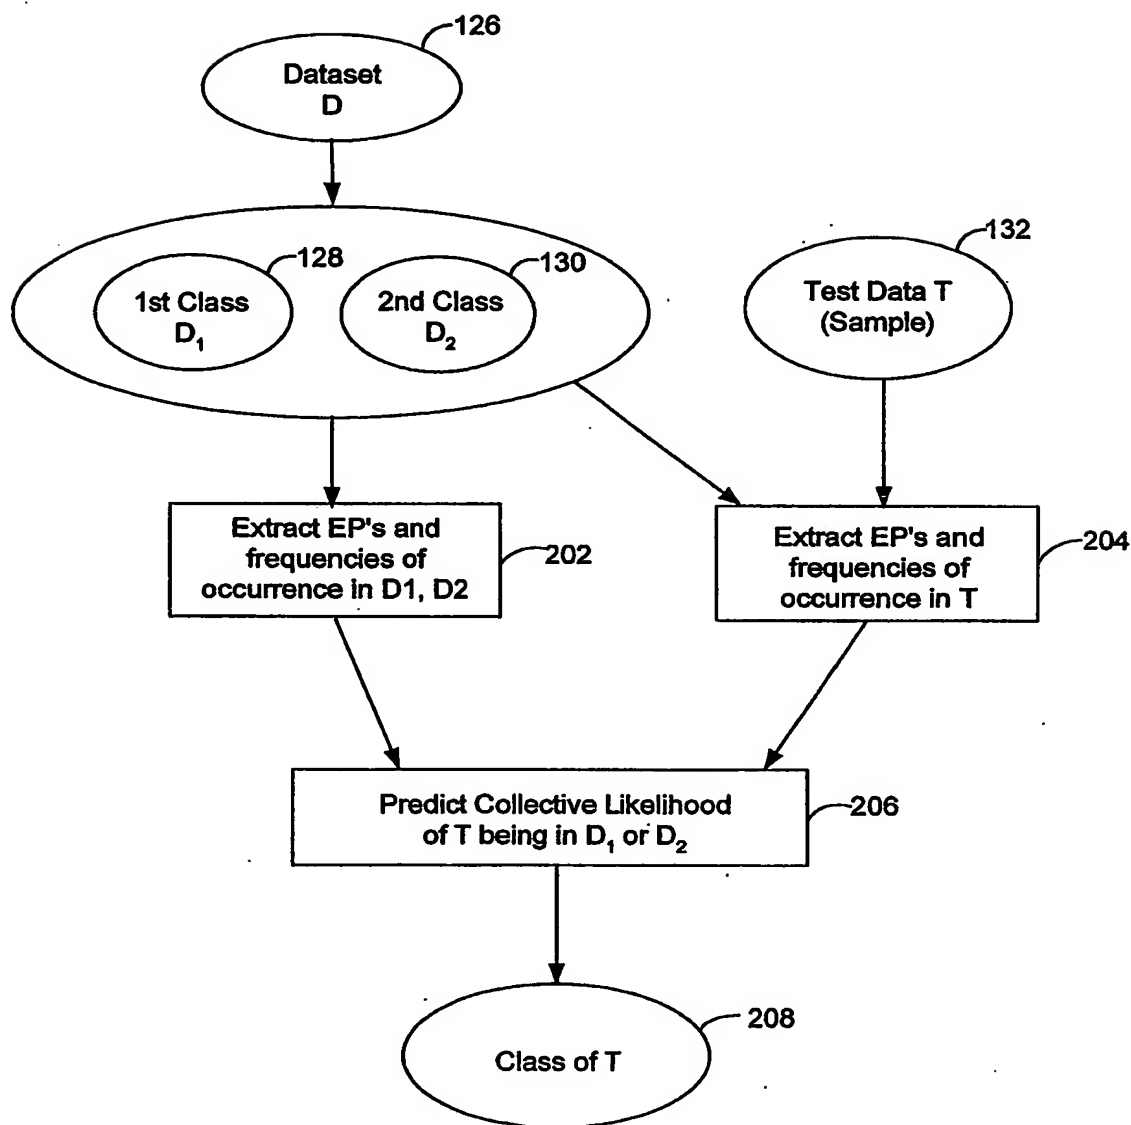 126
Dataset
D
128
130
132
1st Class
D₁
2nd Class
D₂
Test Data T
(Sample)
Extract EP's and
frequencies of
occurrence in D1, D2
202
Extract EP's and
frequencies of
occurrence in T
204
Predict Collective Likelihood
of T being in D₁ or D₂
206
208
Class of T